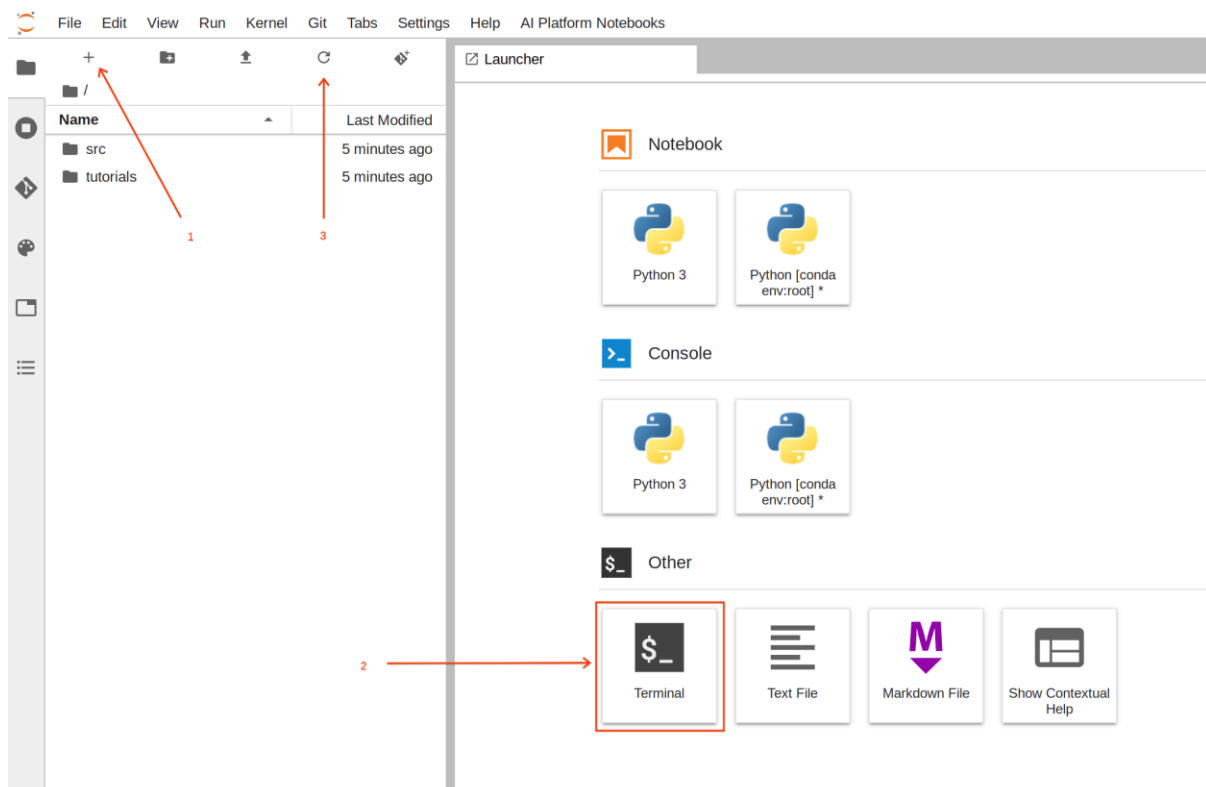 File Edit View Run Kernel Git Tabs Settings Help AI Platform Notebooks
Launcher
/
Name Last Modified
src 5 minutes ago
tutorials 5 minutes ago
1
3
Notebook
Python 3
Python [conda
env:root] *
Console
Python 3
Python [conda
env:root] *
$_ Other
2
$_
Terminal
Text File
M
Markdown File
Show Contextual
Help